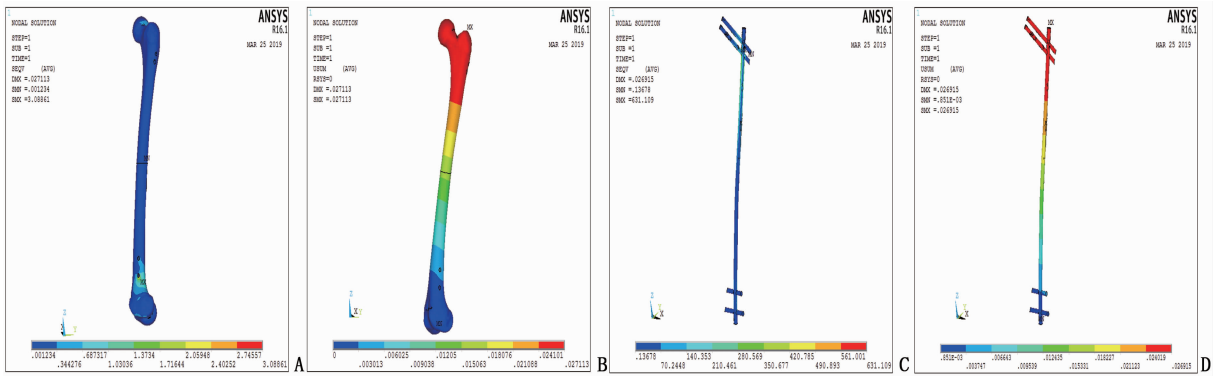 1
NODAL SOLUTION
STEP=1
SUB =1
TIME=1
SEQV (AVG)
DMX =.027113
SMN =.001234
SMX =3.08861
ANSYS
R16.1
MAR 25 2019
.001234
.344276
.687317
1.03036
1.3734
1.71644
2.05948
2.40252
2.74557
3.08861
A
1
NODAL SOLUTION
STEP=1
SUB =1
TIME=1
USUM (AVG)
RSYS=0
DMX =.027113
SMX =.027113
ANSYS
R16.1
MAR 25 2019
MX
0
.003013
.006025
.009038
.01205
.015063
.018076
.021088
.024101
.027113
B
1
NODAL SOLUTION
STEP=1
SUB =1
TIME=1
SEQV (AVG)
DMX =.026915
SMN =.13678
SMX =631.109
ANSYS
R16.1
MAR 25 2019
.13678
70.2448
140.353
210.461
280.569
350.677
420.785
490.893
561.001
631.109
C
1
NODAL SOLUTION
STEP=1
SUB =1
TIME=1
USUM (AVG)
RSYS=0
DMX =.026915
SMN =.851E-03
SMX =.026915
ANSYS
R16.1
MAR 25 2019
MX
.851E-03
.003747
.006643
.009539
.012435
.015331
.018227
.021123
.026915
D